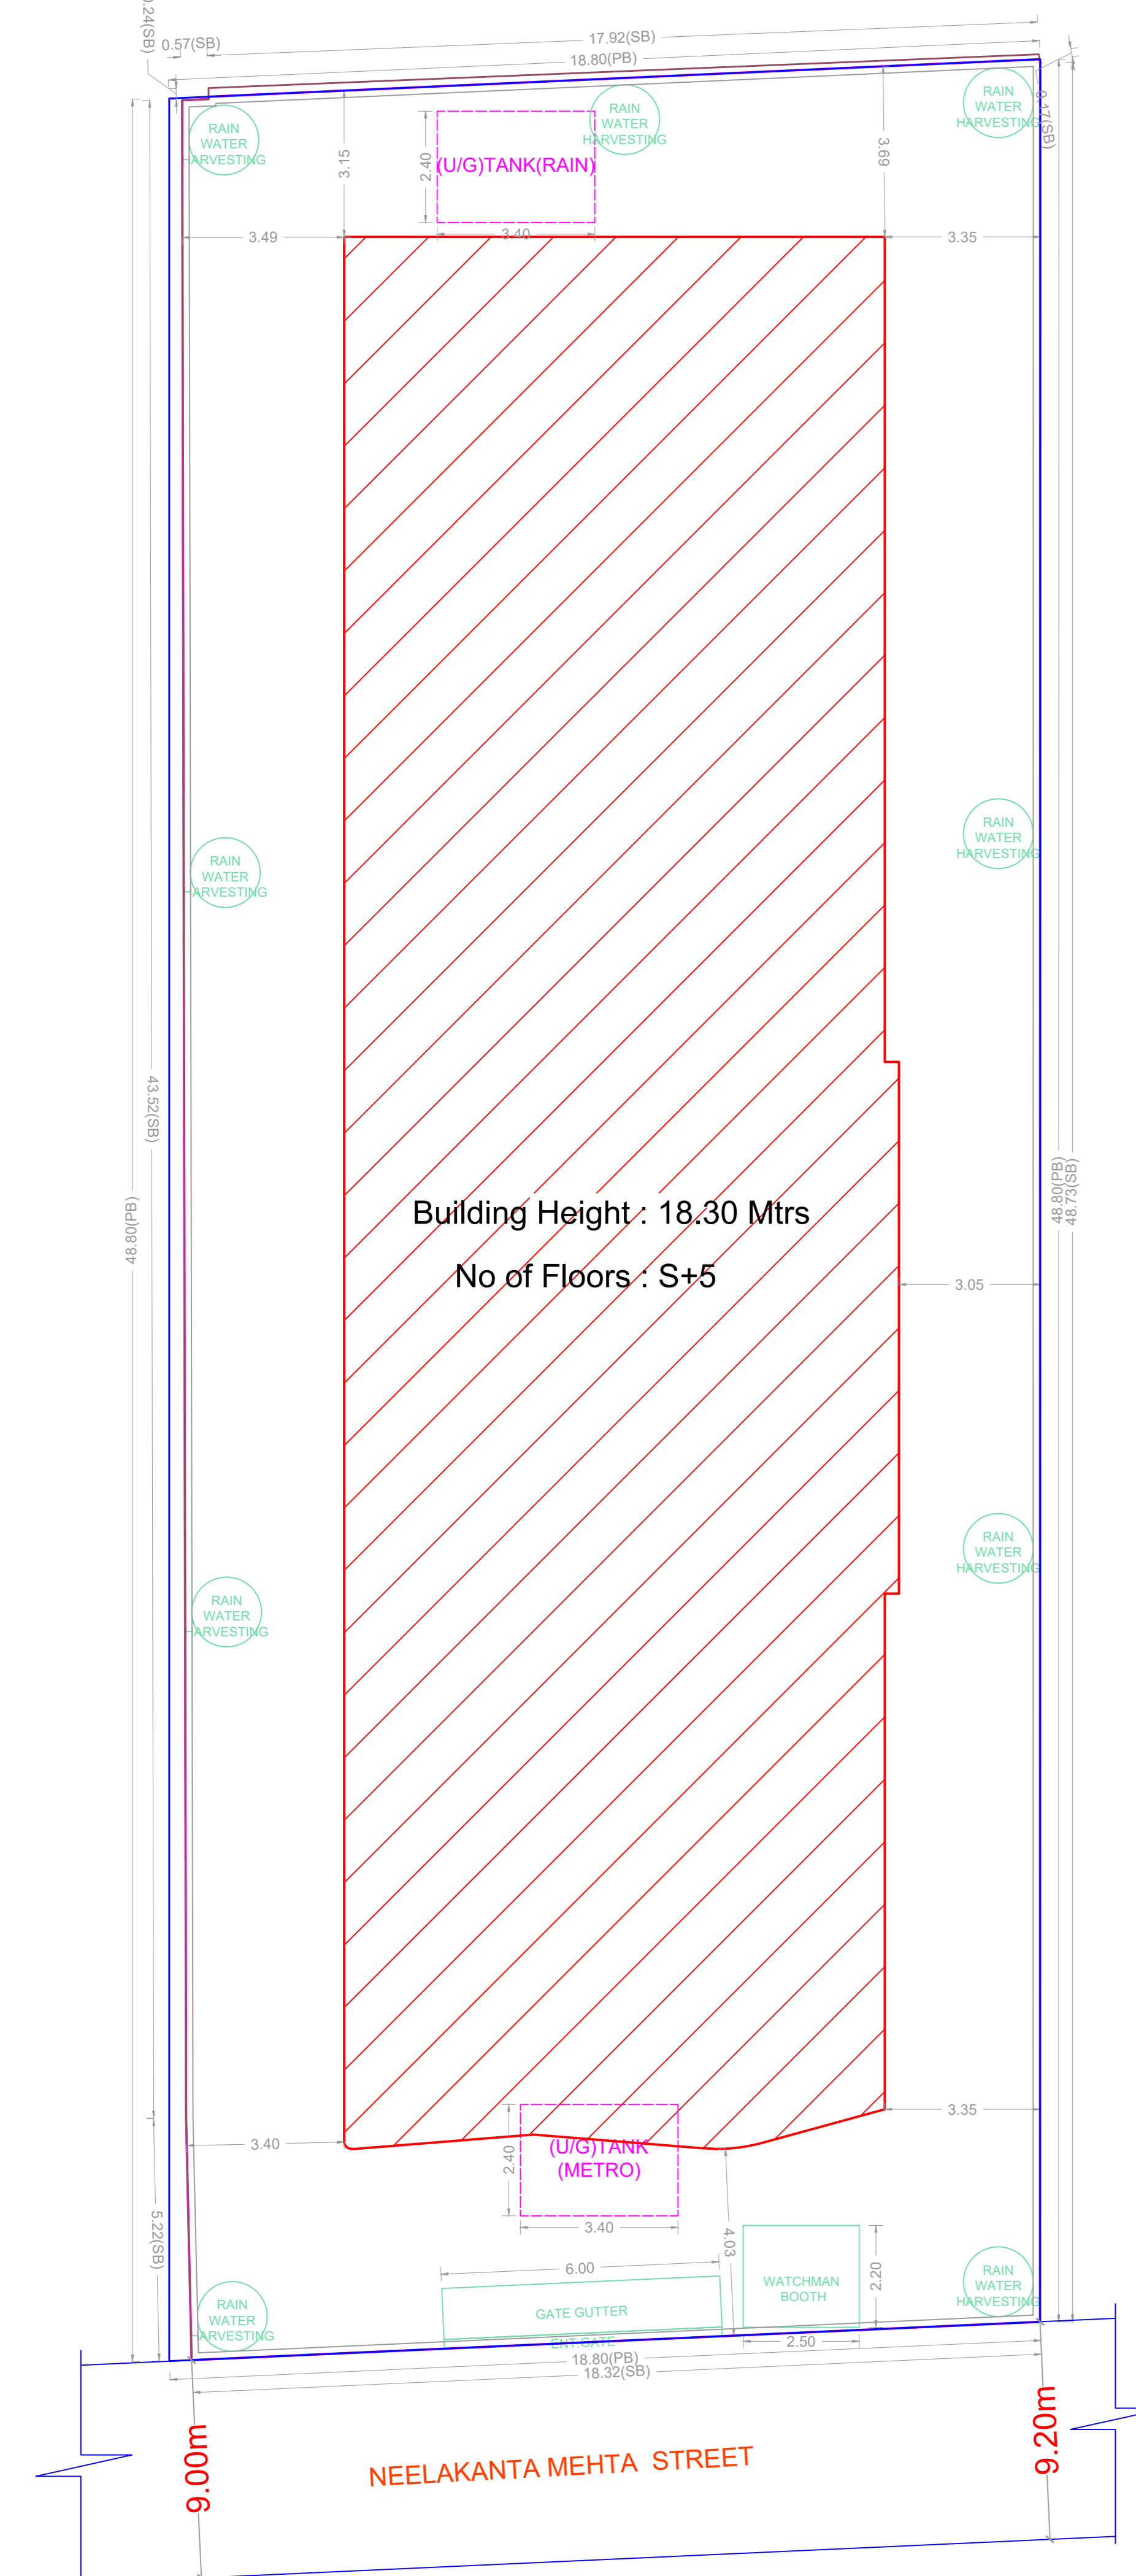 0.24(SB)
0.57(SB)
17.92(SB)
18.80(PB)
0.17(SB)
RAIN
WATER
ARVESTING
RAIN
WATER
HARVESTING
RAIN
WATER
HARVESTING
3.15
2.40
(U/G)TANK(RAIN)
3.69
3.49
3.40
3.35
RAIN
WATER
ARVESTING
RAIN
WATER
HARVESTING
43.52(SB)
48.80(PB)
48.80(PB)
48.73(SB)
Building Height : 18.30 Mtrs
No of Floors : S+5
3.05
RAIN
WATER
ARVESTING
RAIN
WATER
HARVESTING
3.35
3.40
2.40
(U/G)TANK
(METRO)
3.40
4.03
5.22(SB)
6.00
GATE GUTTER
ENT.GATE
WATCHMAN
BOOTH
2.20
2.50
RAIN
WATER
ARVESTING
RAIN
WATER
HARVESTING
18.80(PB)
18.32(SB)
9.00m
9.20m
NEELAKANTA MEHTA STREET